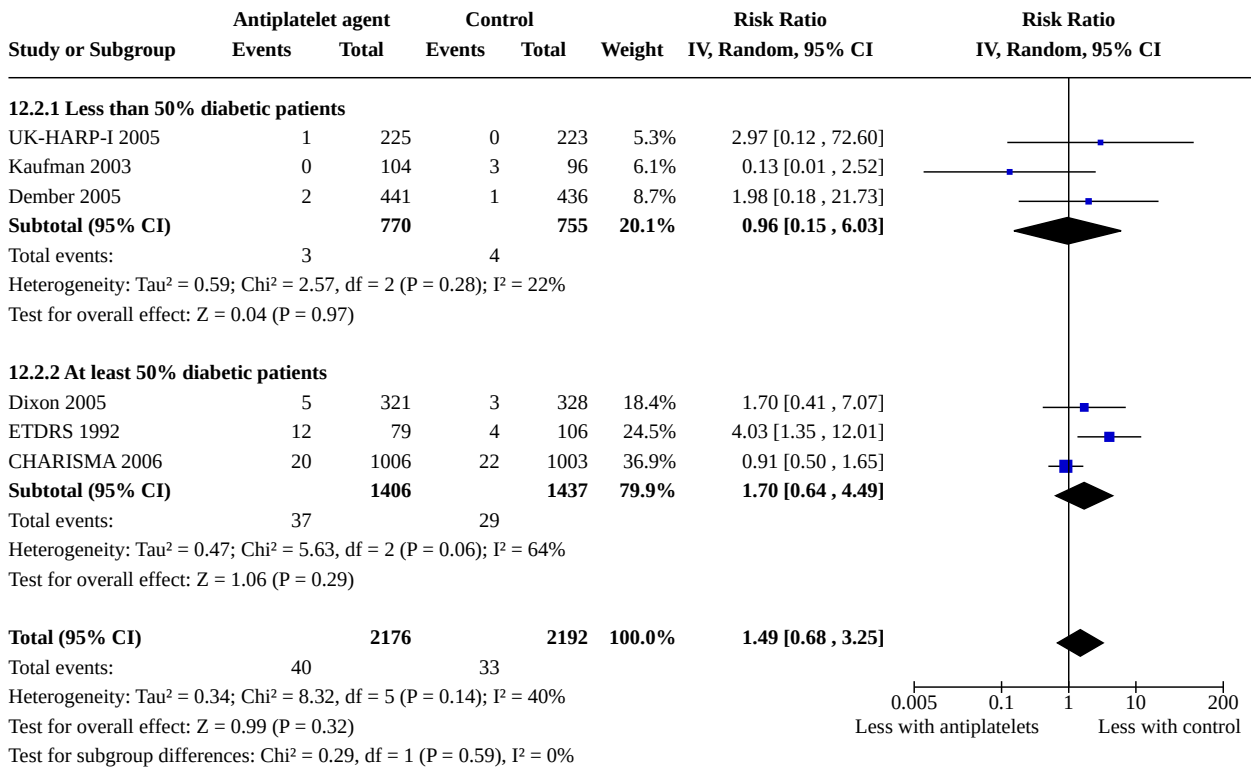 Antiplatelet agent Control Risk Ratio Risk Ratio
Study or Subgroup Events Total Events Total Weight IV, Random, 95% CI IV, Random, 95% CI
12.2.1 Less than 50% diabetic patients
UK-HARP-I 2005 1 225 0 223 5.3% 2.97 [0.12 , 72.60]
Kaufman 2003 0 104 3 96 6.1% 0.13 [0.01 , 2.52]
Dember 2005 2 441 1 436 8.7% 1.98 [0.18 , 21.73]
Subtotal (95% CI) 770 755 20.1% 0.96 [0.15 , 6.03]
Total events: 3 4
Heterogeneity: Tau² = 0.59; Chi² = 2.57, df = 2 (P = 0.28); I² = 22%
Test for overall effect: Z = 0.04 (P = 0.97)
12.2.2 At least 50% diabetic patients
Dixon 2005 5 321 3 328 18.4% 1.70 [0.41 , 7.07]
ETDRS 1992 12 79 4 106 24.5% 4.03 [1.35 , 12.01]
CHARISMA 2006 20 1006 22 1003 36.9% 0.91 [0.50 , 1.65]
Subtotal (95% CI) 1406 1437 79.9% 1.70 [0.64 , 4.49]
Total events: 37 29
Heterogeneity: Tau² = 0.47; Chi² = 5.63, df = 2 (P = 0.06); I² = 64%
Test for overall effect: Z = 1.06 (P = 0.29)
Total (95% CI) 2176 2192 100.0% 1.49 [0.68 , 3.25]
Total events: 40 33
Heterogeneity: Tau² = 0.34; Chi² = 8.32, df = 5 (P = 0.14); I² = 40%
0.005 0.1 1 10 200
Test for overall effect: Z = 0.99 (P = 0.32) Less with antiplatelets Less with control
Test for subgroup differences: Chi² = 0.29, df = 1 (P = 0.59), I² = 0%